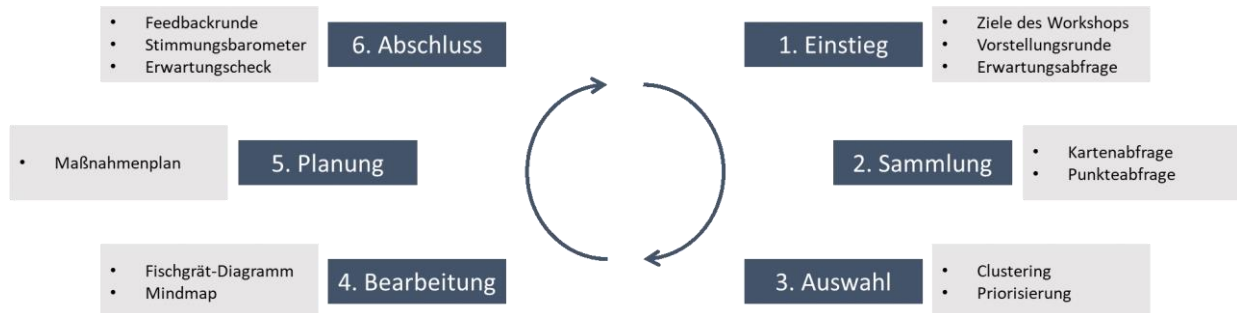 1. Einstieg
• Ziele des Workshops
• Vorstellungsrunde
• Erwartungsabfrage
2. Sammlung
• Kartenabfrage
• Punkteabfrage
3. Auswahl
• Clustering
• Priorisierung
4. Bearbeitung
• Fischgrät-Diagramm
• Mindmap
5. Planung
• Maßnahmenplan
6. Abschluss
• Feedbackrunde
• Stimmungsbarometer
• Erwartungscheck